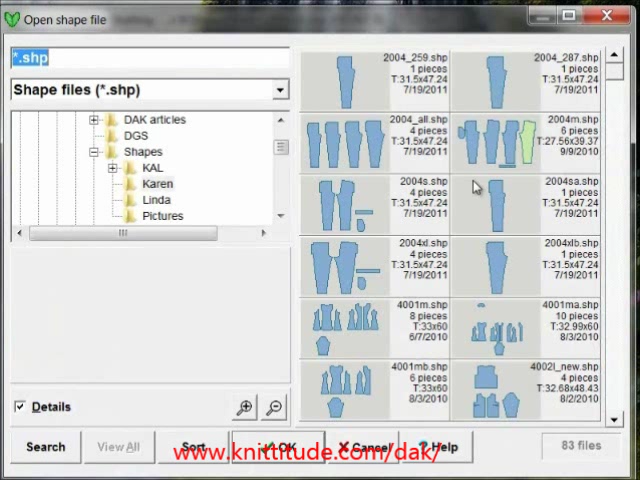 Open shape file
*.shp
Shape files (*.shp)
DAK articles
DGS
Shapes
KAL
Karen
Linda
Pictures
Details
2004_259.shp
1 pieces
T:31.5x47.24
7/19/2011
2004_287.shp
1 pieces
T:31.5x47.24
7/19/2011
2004_all.shp
4 pieces
T:31.5x47.24
7/19/2011
2004m.shp
6 pieces
T:27.56x39.37
9/9/2010
2004s.shp
4 pieces
T:31.5x47.24
7/19/2011
2004sa.shp
1 pieces
T:31.5x47.24
7/19/2011
2004xl.shp
4 pieces
T:31.5x47.24
7/19/2011
2004xlb.shp
1 pieces
T:31.5x47.24
7/19/2011
4001m.shp
8 pieces
T:33x60
6/7/2010
4001ma.shp
10 pieces
T:32.99x60
8/3/2010
4001mb.shp
6 pieces
T:33x60
8/3/2010
4002l_new.shp
4 pieces
T:32.68x48.43
8/2/2010
Search
View All
Sort
OK
Cancel
? Help
83 files
www.knittitude.com/dak/